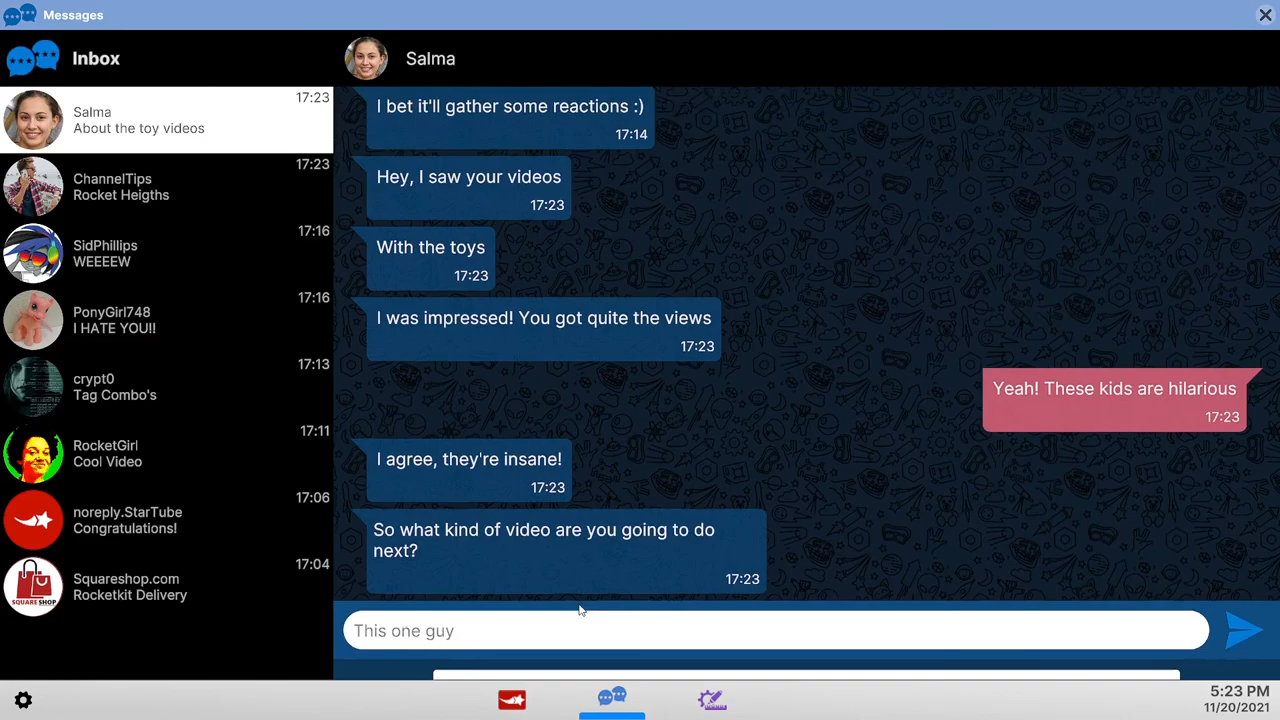 Messages
Inbox
Salma
17:23
Salma
About the toy videos
17:23
ChannelTips
Rocket Heigths
17:16
SidPhillips
WEEEEW
17:16
PonyGirl748
I HATE YOU!!
17:13
crypt0
Tag Combo's
17:11
RocketGirl
Cool Video
17:06
noreply.StarTube
Congratulations!
17:04
Squareshop.com
Rocketkit Delivery
SQUARE SHOP
I bet it'll gather some reactions :)
17:14
Hey, I saw your videos
17:23
With the toys
17:23
I was impressed! You got quite the views
17:23
Yeah! These kids are hilarious
17:23
I agree, they're insane!
17:23
So what kind of video are you going to do
next?
17:23
This one guy
5:23 PM
11/20/2021